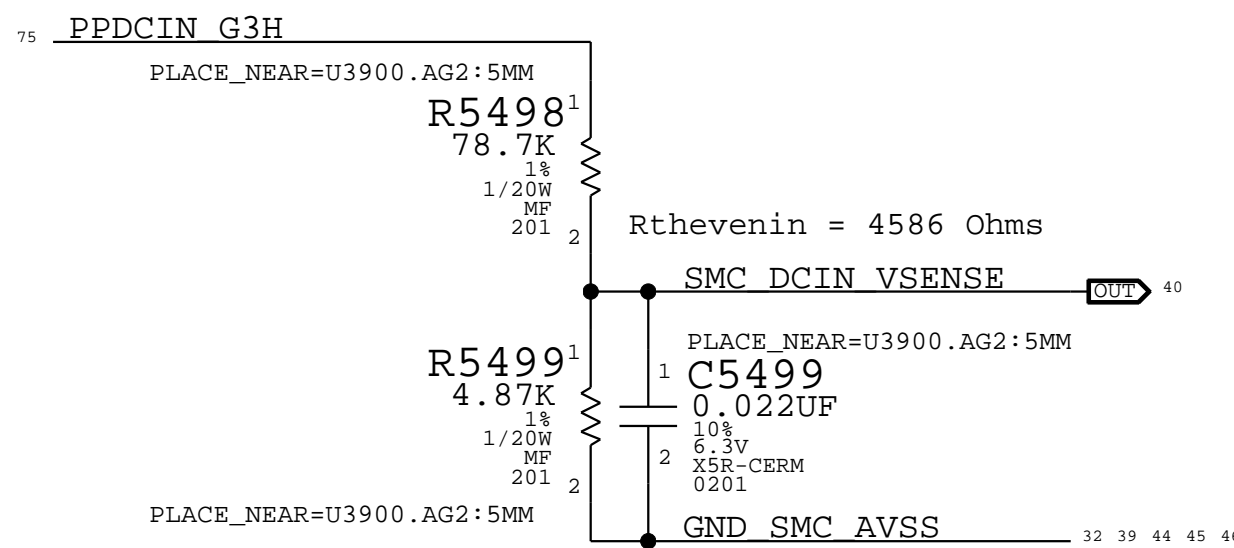 75 PPDCIN_G3H
PLACE_NEAR=U3900.AG2:5MM
R5498 1
78.7K
1%
1/20W
MF
201 2
Rthevenin = 4586 Ohms
SMC_DCIN_VSENSE OUT 40
PLACE_NEAR=U3900.AG2:5MM
R5499 1
4.87K
1%
1/20W
MF
201 2
1 C5499
0.022UF
10%
6.3V
2 X5R-CERM
0201
PLACE_NEAR=U3900.AG2:5MM
GND_SMC_AVSS 32 39 44 45 46